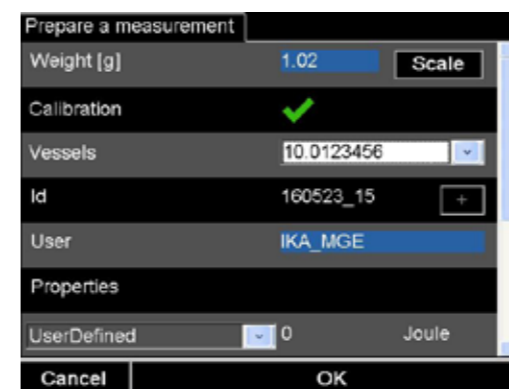 Prepare a measurement
Weight [g] 1.02 Scale
Calibration
Vessels 10.0123456
Id 160523_15 +
User IKA_MGE
Properties
UserDefined 0 Joule
Cancel OK